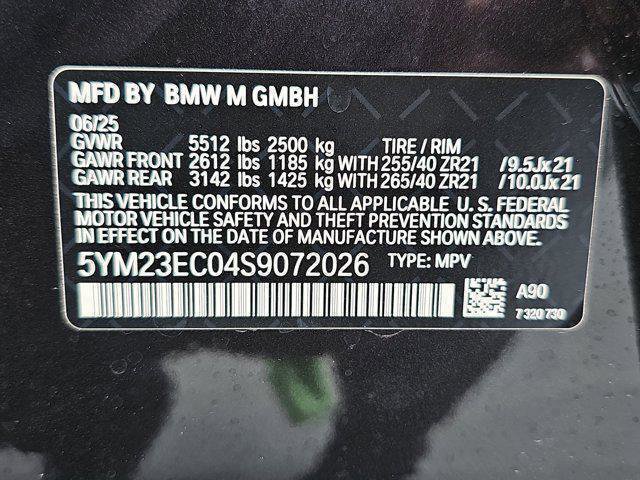 MFD BY BMW M GMBH
06/25
GVWR 5512 lbs 2500 kg TIRE / RIM
GAWR FRONT 2612 lbs 1185 kg WITH 255/40 ZR21 /9.5Jx21
GAWR REAR 3142 lbs 1425 kg WITH 265/40 ZR21 /10.0Jx21
THIS VEHICLE CONFORMS TO ALL APPLICABLE U. S. FEDERAL
MOTOR VEHICLE SAFETY AND THEFT PREVENTION STANDARDS
IN EFFECT ON THE DATE OF MANUFACTURE SHOWN ABOVE.
5YM23EC04S9072026 TYPE: MPV
A90
7 320 730